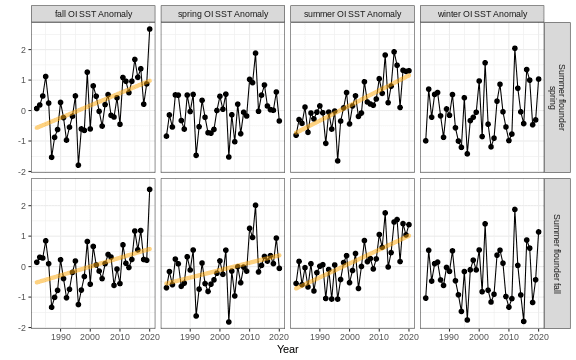 fall OI SST Anomaly
spring OI SST Anomaly
summer OI SST Anomaly
winter OI SST Anomaly
2
1
0
-1
-2
Summer flounder
spring
2
1
0
-1
-2
Summer flounder fall
1990 2000 2010 2020
1990 2000 2010 2020
1990 2000 2010 2020
1990 2000 2010 2020
Year